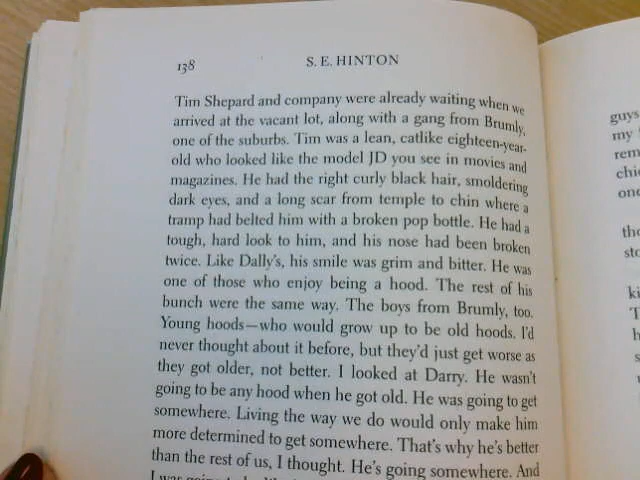 138
S. E. HINTON
Tim Shepard and company were already waiting when we
arrived at the vacant lot, along with a gang from Brumly,
one of the suburbs. Tim was a lean, catlike eighteen-year-
old who looked like the model JD you see in movies and
magazines. He had the right curly black hair, smoldering
dark eyes, and a long scar from temple to chin where a
tramp had belted him with a broken pop bottle. He had a
tough, hard look to him, and his nose had been broken
twice. Like Dally's, his smile was grim and bitter. He was
one of those who enjoy being a hood. The rest of his
bunch were the same way. The boys from Brumly, too.
Young hoods—who would grow up to be old hoods. I'd
never thought about it before, but they'd just get worse as
they got older, not better. I looked at Darry. He wasn't
going to be any hood when he got old. He was going to get
somewhere. Living the way we do would only make him
more determined to get somewhere. That's why he's better
than the rest of us, I thought. He's going somewhere. And
guys
my
rem
chi
one
tho
sto
ki
T
h
s